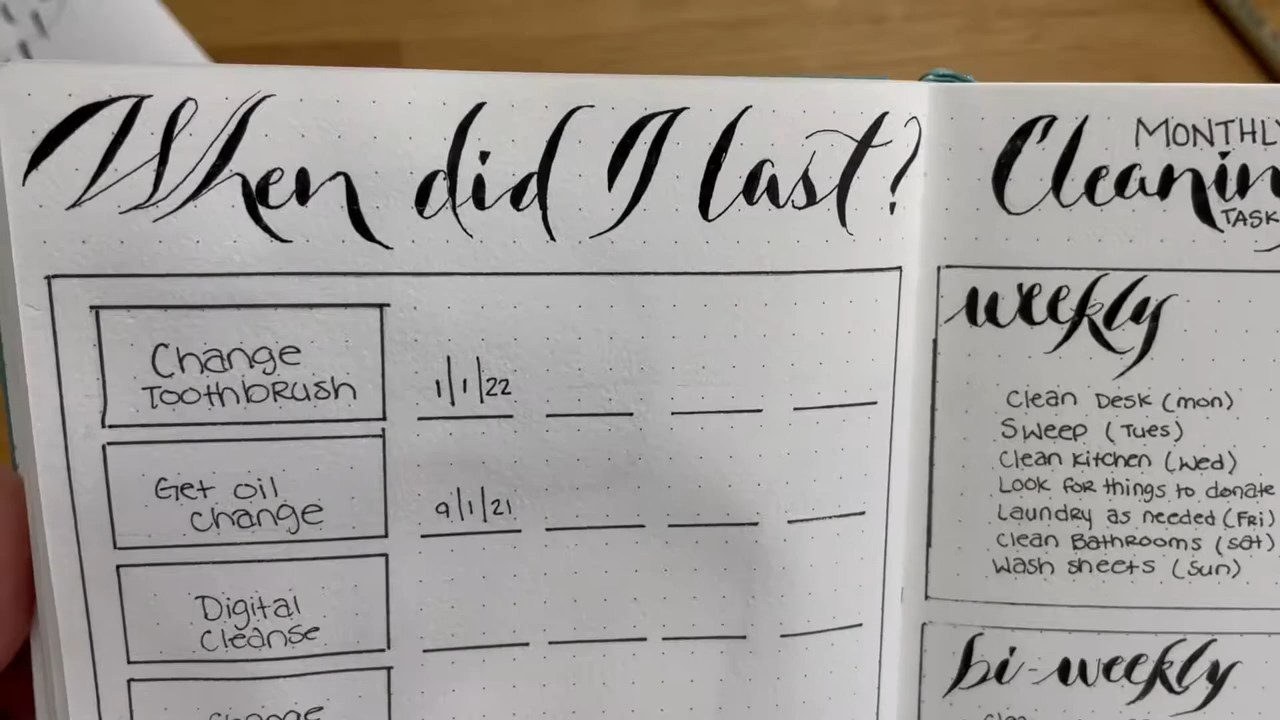 When did I last?
Change
Toothbrush
1/1/22
Get oil
change
9/1/21
Digital
Cleanse
Change
MONTHLY
Cleaning
TASK
weekly
Clean Desk (mon)
Sweep (Tues)
Clean kitchen (wed)
Look for things to donate
Laundry as needed (Fri)
Clean Bathrooms (sat)
Wash sheets (sun)
bi-weekly